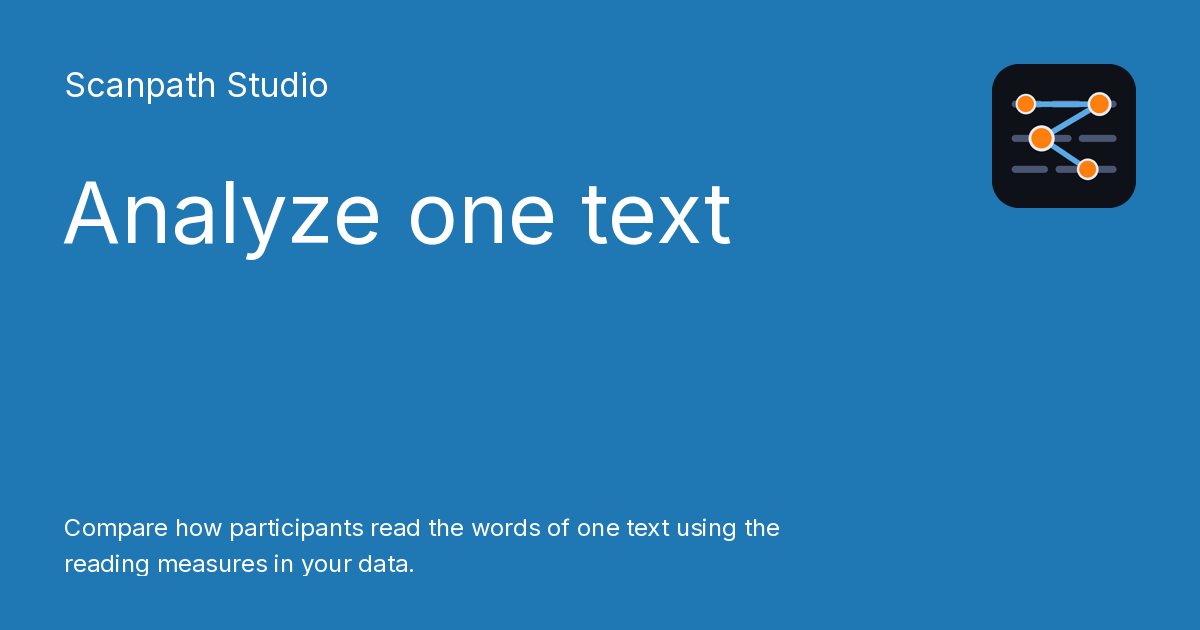 Scanpath Studio
Analyze one text
Compare how participants read the words of one text using the
reading measures in your data.